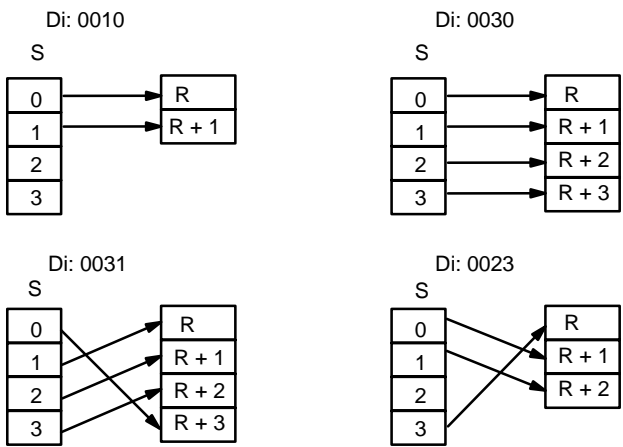 Di: 0010
S
0
1
2
3
R
R + 1
Di: 0030
S
0
1
2
3
R
R + 1
R + 2
R + 3
Di: 0031
S
0
1
2
3
R
R + 1
R + 2
R + 3
Di: 0023
S
0
1
2
3
R
R + 1
R + 2